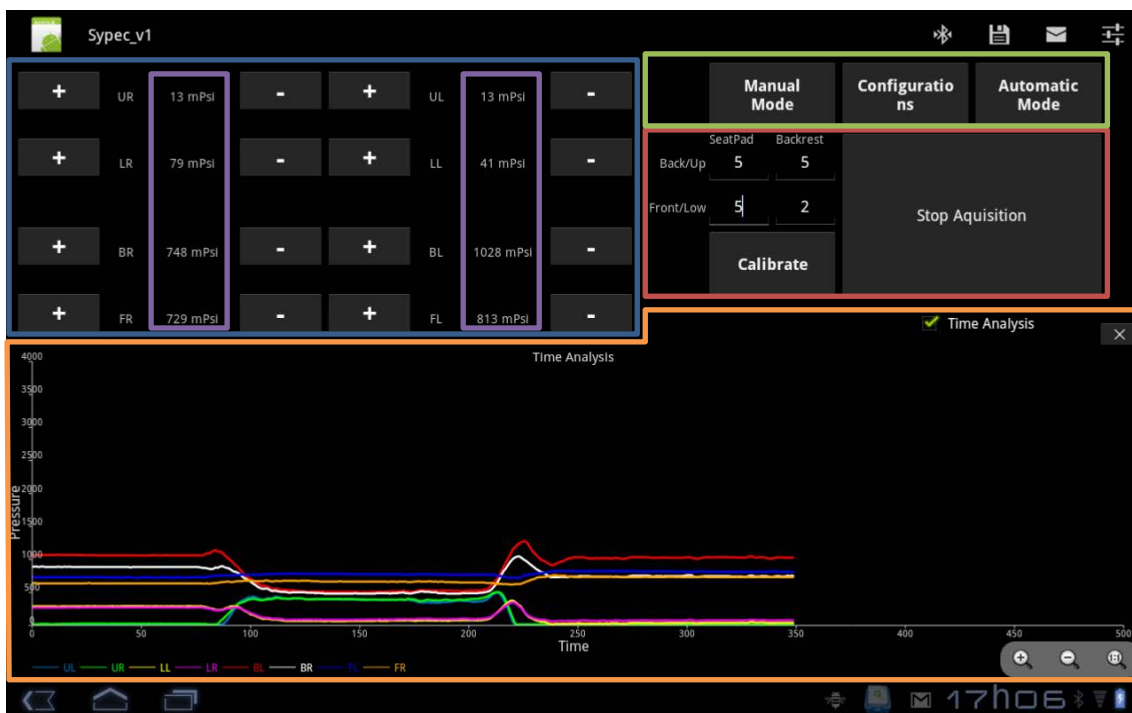 Sypec_v1
+ UR 13 mPsi - + UL 13 mPsi -
+ LR 79 mPsi - + LL 41 mPsi -
+ BR 748 mPsi - + BL 1028 mPsi -
+ FR 729 mPsi - + FL 813 mPsi -
Manual
Mode
Configuratio
ns
Automatic
Mode
SeatPad Backrest
Back/Up 5 5
Front/Low 5 2
Calibrate
Stop Aquisition
Time Analysis
Time Analysis
4000
3500
3000
2500
2000
1500
1000
500
0
Pressure
0 50 100 150 200 250 300 350 400 450 500
Time
UL UR LL LR BL BR FL FR
17h06